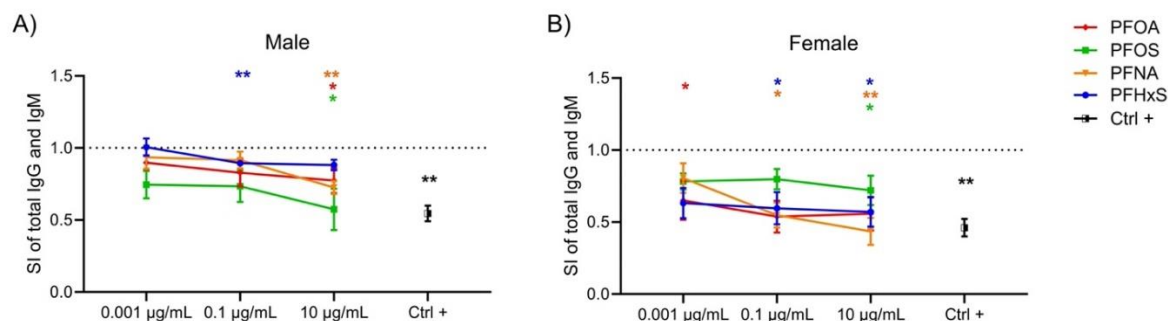 A)
Male
SI of total IgG and IgM
1.5
1.0
0.5
0.0
**
**
*
*
**
0.001 µg/mL
0.1 µg/mL
10 µg/mL
Ctrl +
B)
Female
SI of total IgG and IgM
1.5
1.0
0.5
0.0
*
*
*
*
**
*
**
0.001 µg/mL
0.1 µg/mL
10 µg/mL
Ctrl +
PFOA
PFOS
PFNA
PFHxS
Ctrl +